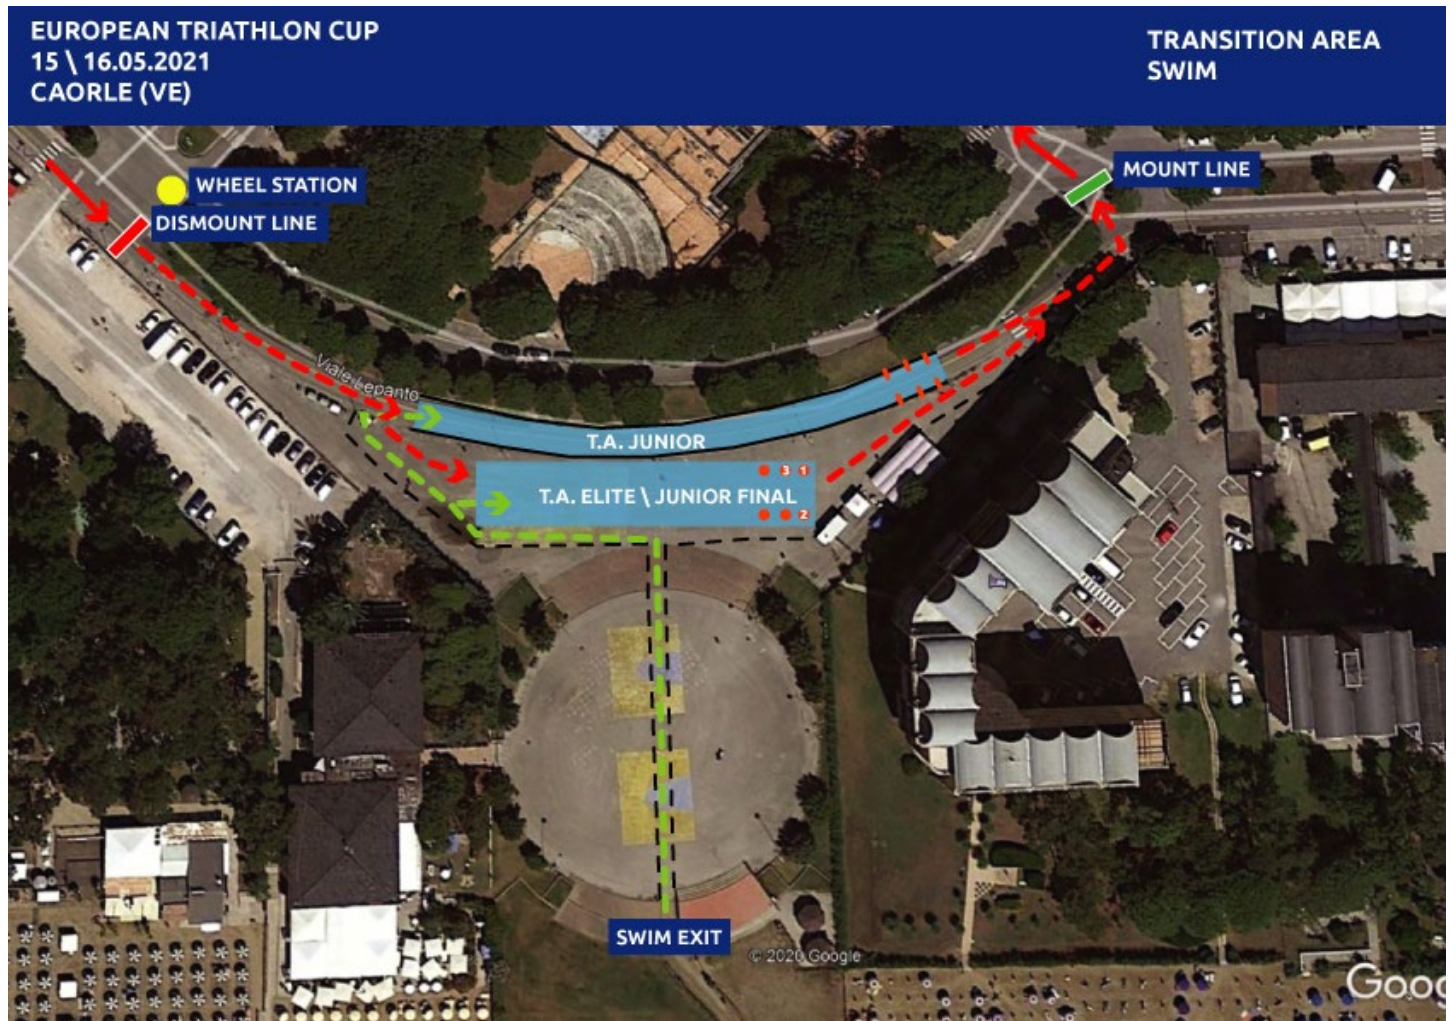 EUROPEAN TRIATHLON CUP
15 \ 16.05.2021
CAORLE (VE)
TRANSITION AREA
SWIM
MOUNT LINE
WHEEL STATION
DISMOUNT LINE
Viale Lepanto
T.A. JUNIOR
3 1
T.A. ELITE \ JUNIOR FINAL
2
SWIM EXIT
© 2020 Google
Goog